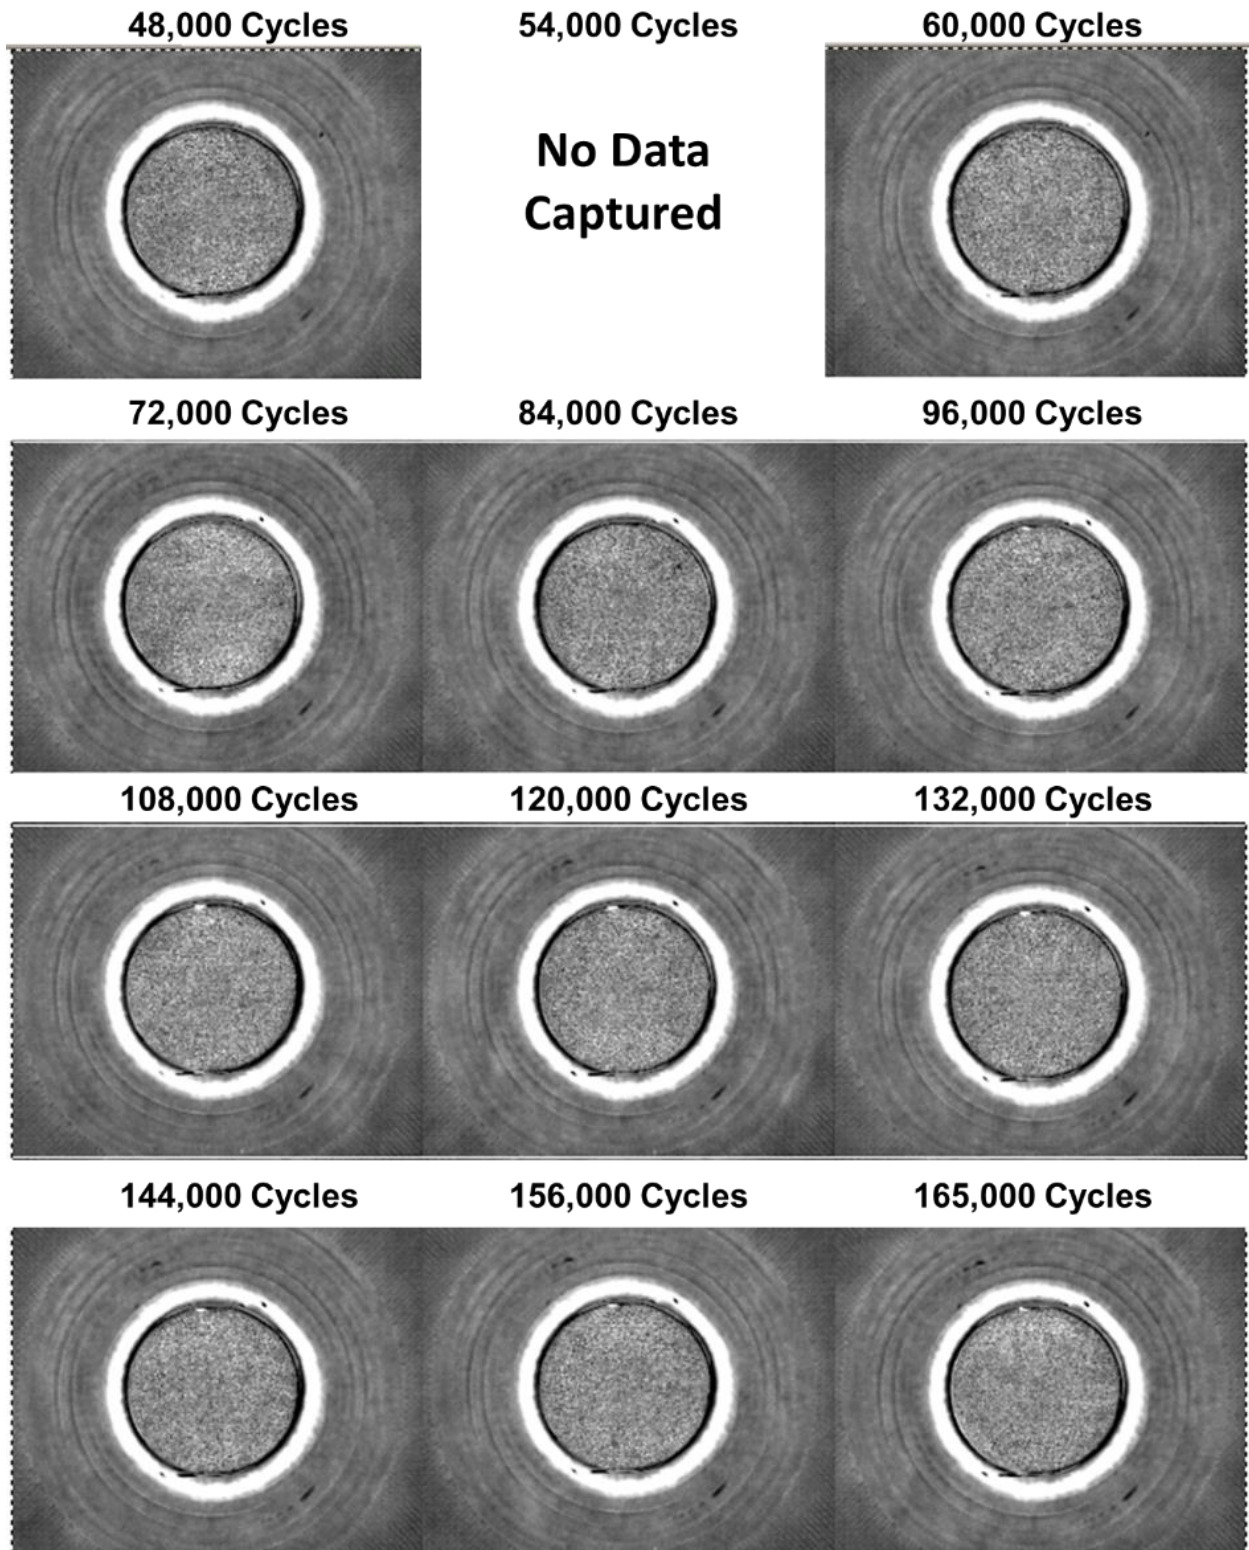 48,000 Cycles
54,000 Cycles
60,000 Cycles
No Data
Captured
72,000 Cycles
84,000 Cycles
96,000 Cycles
108,000 Cycles
120,000 Cycles
132,000 Cycles
144,000 Cycles
156,000 Cycles
165,000 Cycles